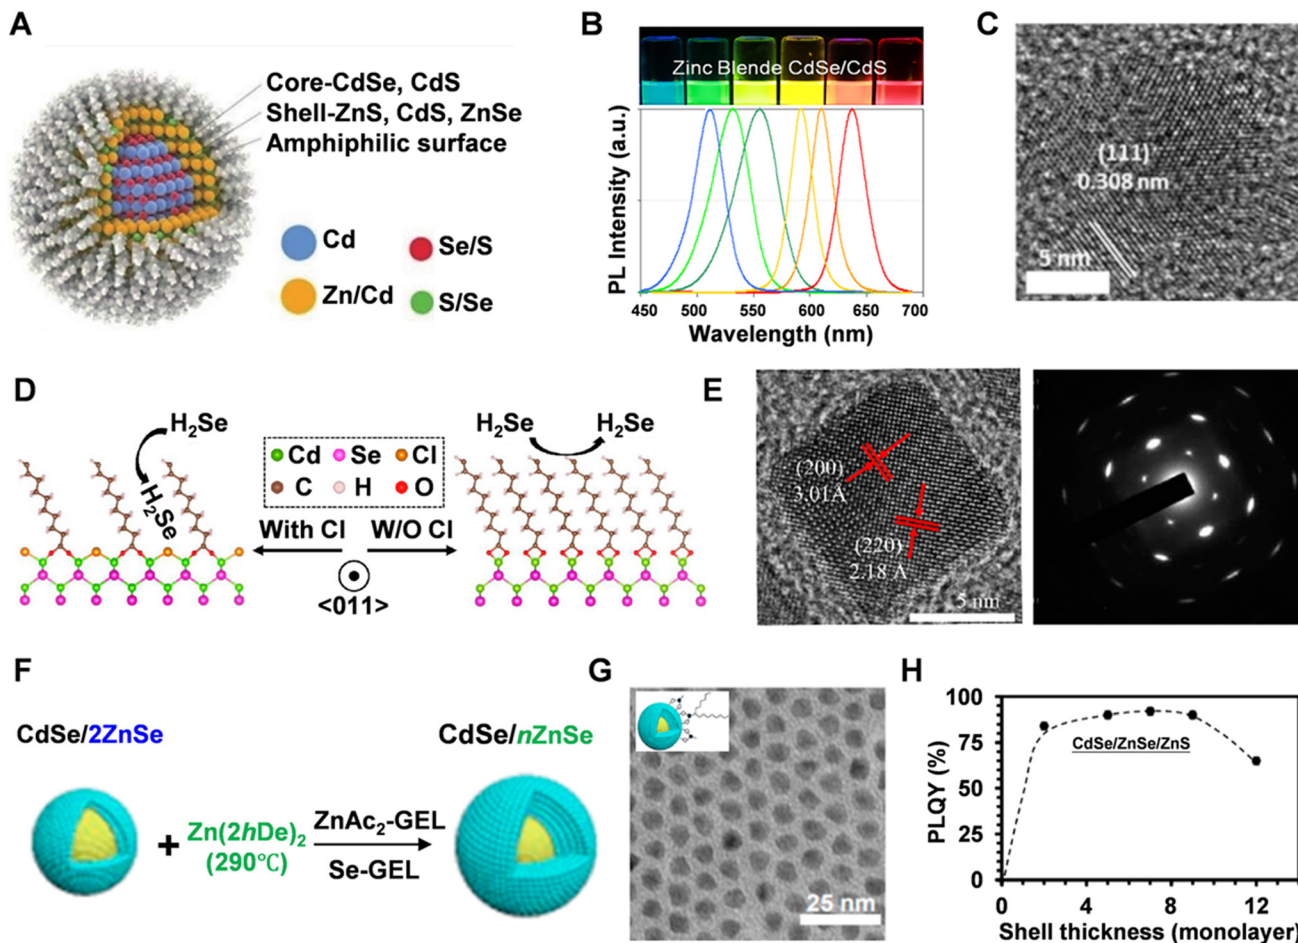 A
Core-CdSe, CdS
Shell-ZnS, CdS, ZnSe
Amphiphilic surface
Cd
Se/S
Zn/Cd
S/Se
B
Zinc Blende CdSe/CdS
PL Intensity (a.u.)
450 500 550 600 650 700
Wavelength (nm)
C
(111)
0.308 nm
5 nm
D
H₂Se
H₂Se
With Cl
Cd Se Cl
C H O
W/O Cl
<011>
H₂Se H₂Se
E
(200)
3.01Å
(220)
2.18 Å
5 nm
F
CdSe/2ZnSe
+
Zn(2hDe)₂
(290℃)
ZnAc₂-GEL
Se-GEL
CdSe/nZnSe
G
25 nm
H
PLQY (%)
100
75
50
25
0
CdSe/ZnSe/ZnS
0 4 8 12
Shell thickness (monolayer)